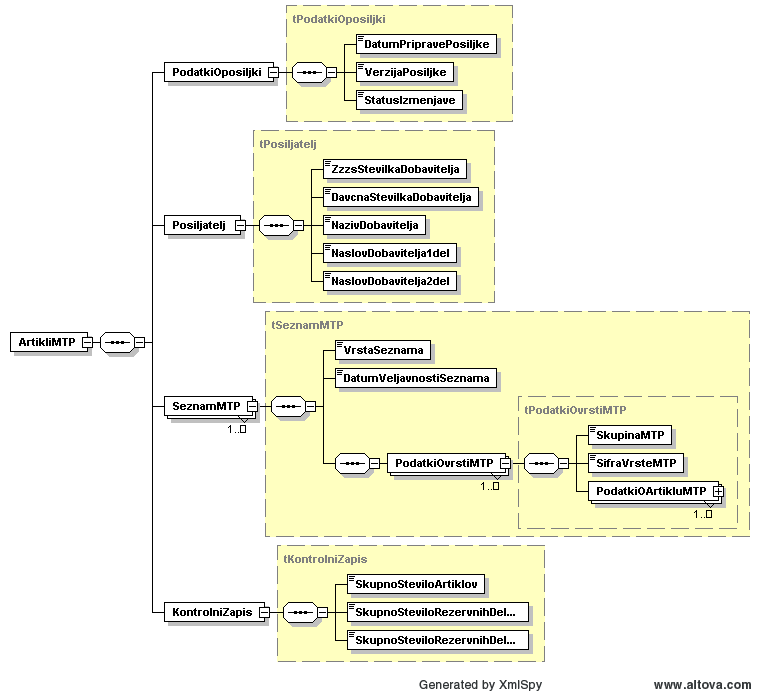 tPodatkiOposiljki
DatumPripravePosiljke
PodatkiOposiljki
VerzijaPosiljke
StatusIzmenjave
tPosiljatelj
ZzzsStevilkaDobavitelja
DavcnaStevilkaDobavitelja
Posiljatelj
NazivDobavitelja
NaslovDobavitelja1del
NaslovDobavitelja2del
ArtikliMTP
tSeznamMTP
VrstaSeznama
DatumVeljavnostiSeznama
SeznamMTP
1..
tPodatkiOvrstiMTP
SkupinaMTP
PodatkiOvrstiMTP
1..
SifraVrsteMTP
PodatkiOArtikluMTP
1..
tKontrolniZapis
SkupnoSteviloArtiklov
KontrolniZapis
SkupnoSteviloRezervnihDel...
SkupnoSteviloRezervnihDel...
Generated by XmlSpy
www.altova.com